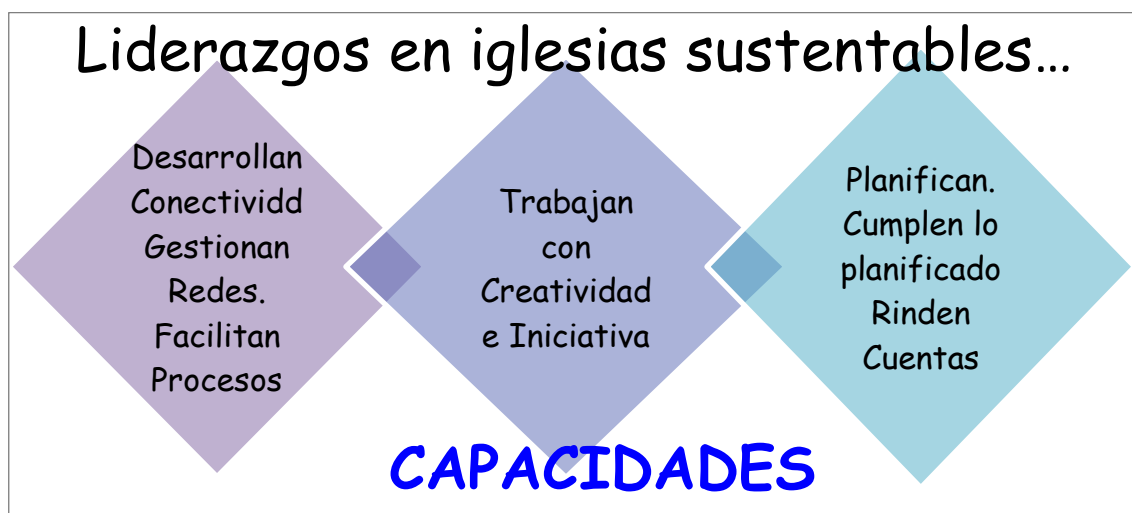 Liderazgos en iglesias sustentables...
Desarrollan
Conectividd
Gestionan
Redes.
Facilitan
Procesos
Trabajan
con
Creatividad
e Iniciativa
Planifican.
Cumplen lo
planificado
Rinden
Cuentas
CAPACIDADES